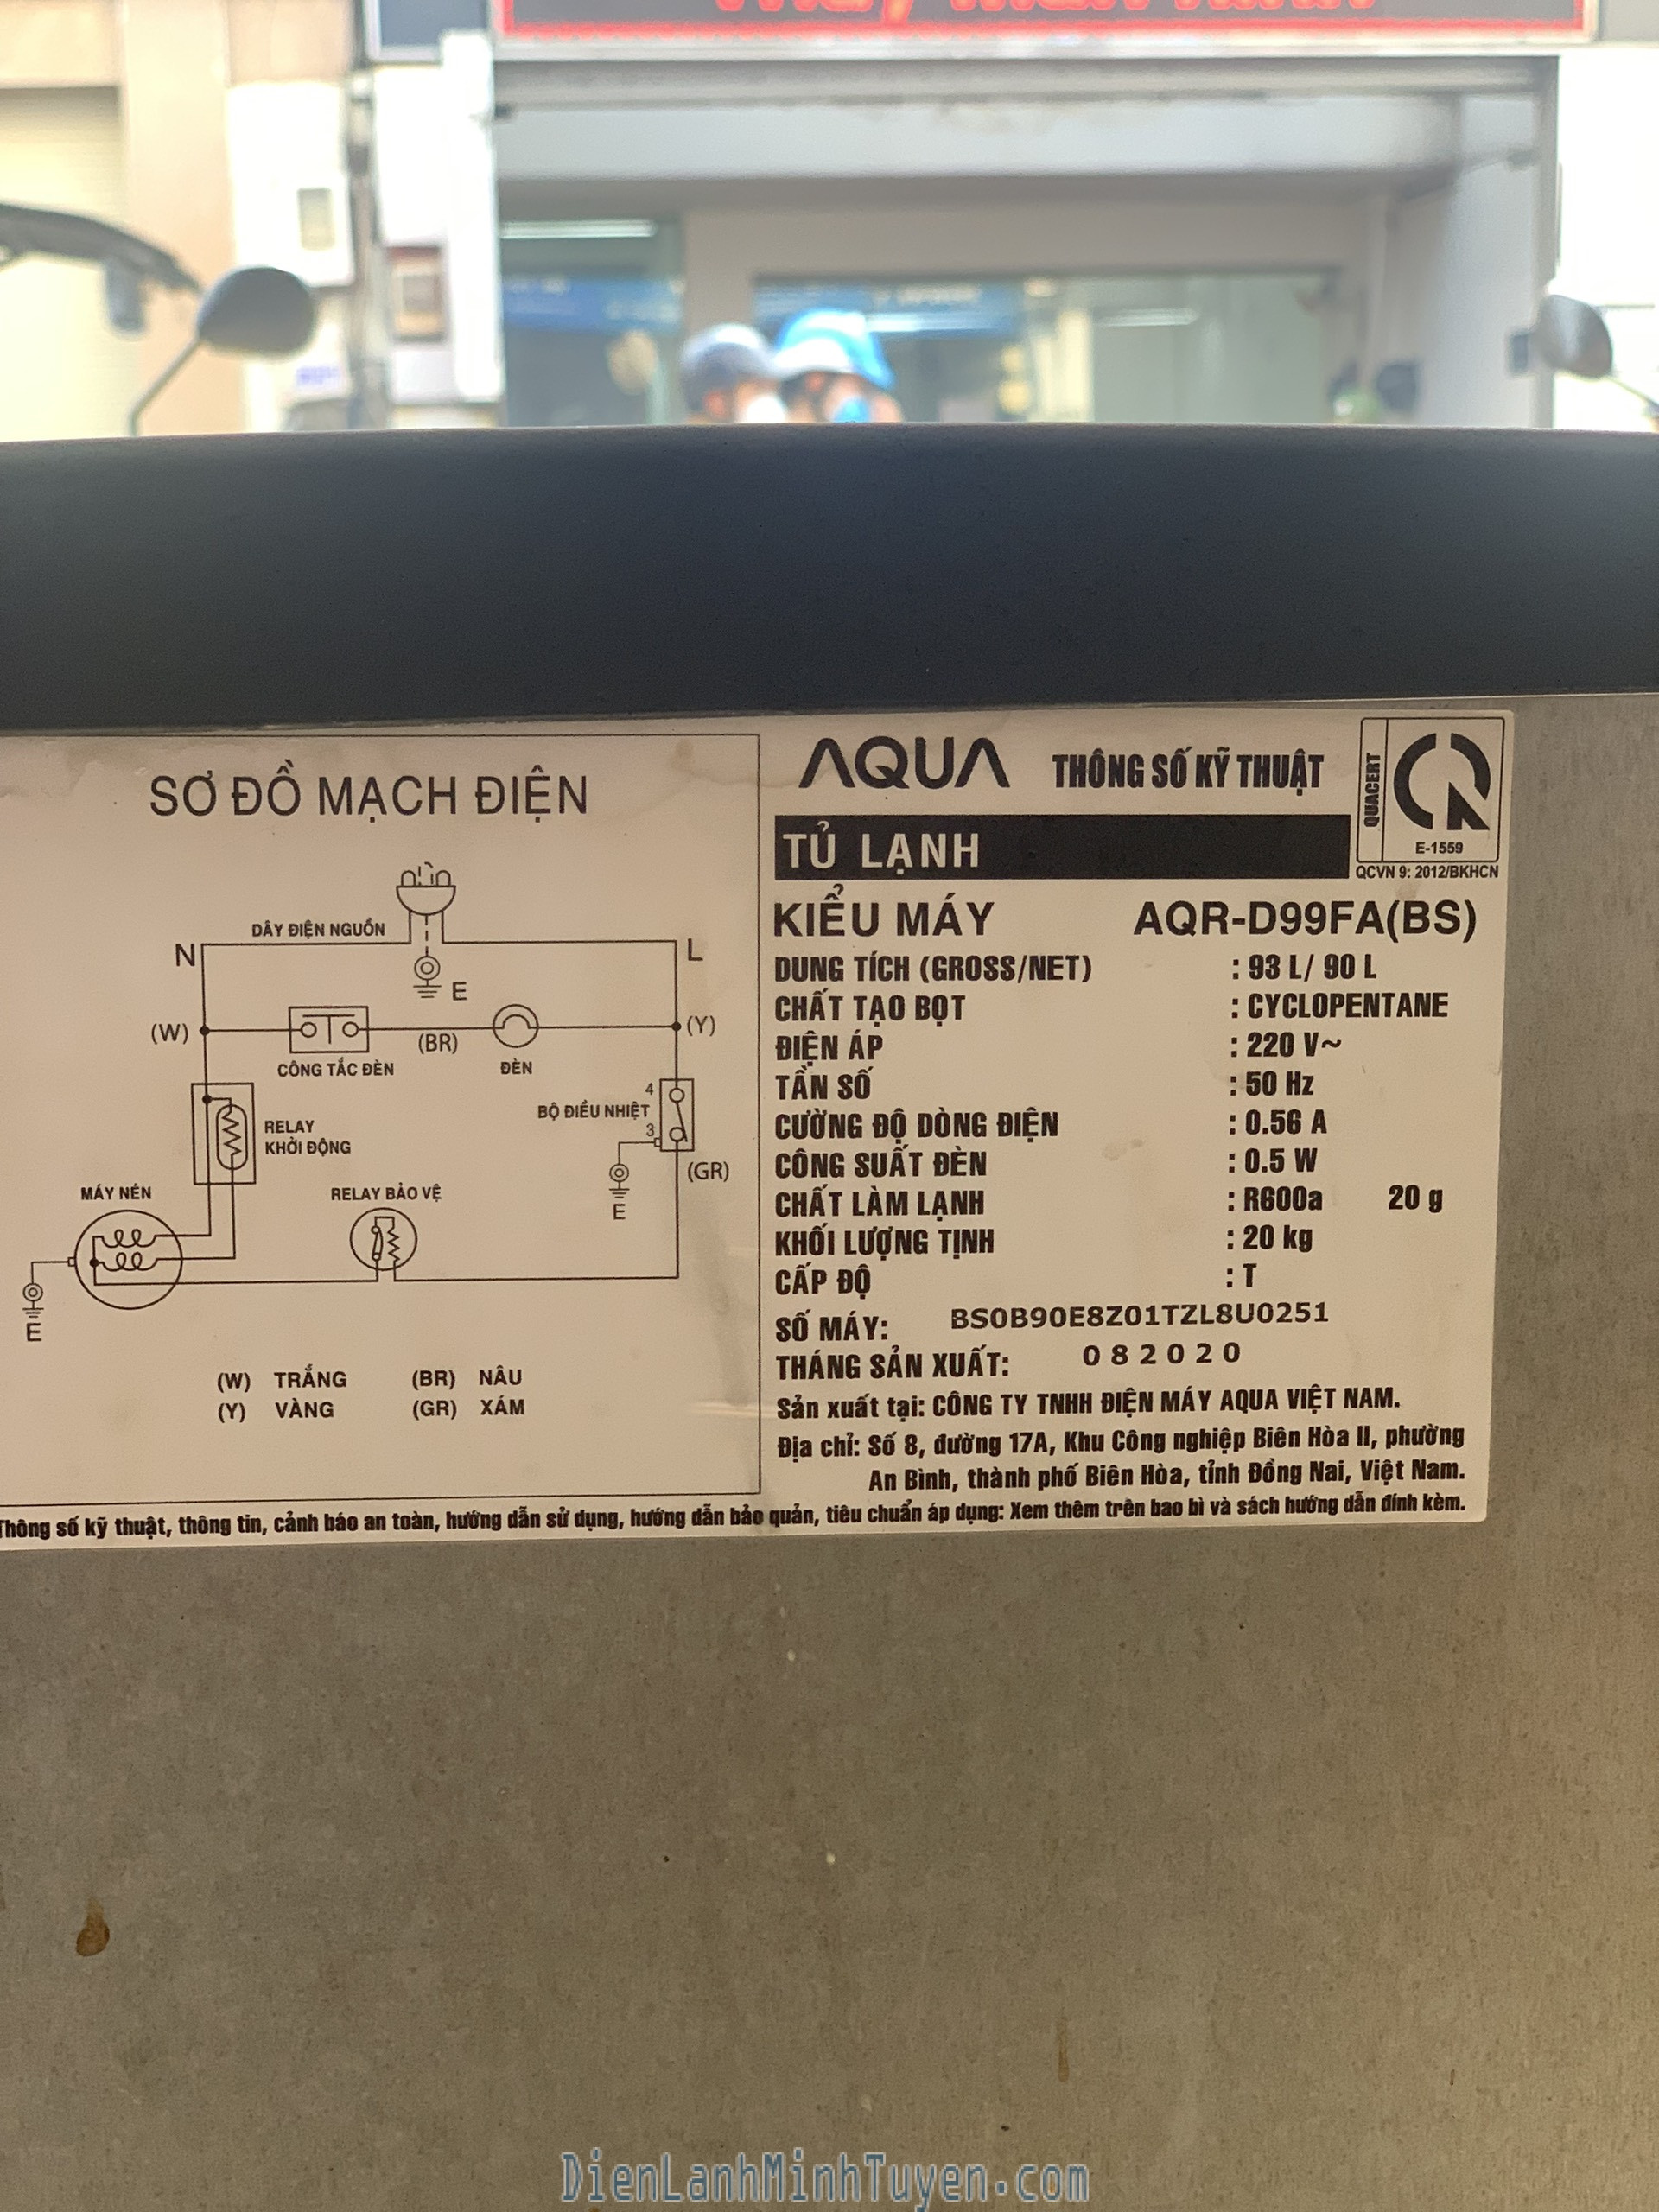 SƠ ĐỒ MẠCH ĐIỆN
DÂY ĐIỆN NGUỒN
N
L
E
(W)
(BR)
(Y)
CÔNG TẮC ĐÈN
ĐÈN
4
BỘ ĐIỀU NHIỆT
3
RELAY
KHỞI ĐỘNG
(GR)
E
MÁY NÉN
RELAY BẢO VỆ
E
(W) TRẮNG (BR) NÂU
(Y) VÀNG (GR) XÁM
AQUA THÔNG SỐ KỸ THUẬT
QUACERT
E-1559
QCVN 9: 2012/BKHCN
TỦ LẠNH
KIỂU MÁY AQR-D99FA(BS)
DUNG TÍCH (GROSS/NET) : 93 L/ 90 L
CHẤT TẠO BỌT : CYCLOPENTANE
ĐIỆN ÁP : 220 V~
TẦN SỐ : 50 Hz
CƯỜNG ĐỘ DÒNG ĐIỆN : 0.56 A
CÔNG SUẤT ĐÈN : 0.5 W
CHẤT LÀM LẠNH : R600a 20 g
KHỐI LƯỢNG TỊNH : 20 kg
CẤP ĐỘ : T
SỐ MÁY: BS0B90E8Z01TZL8U0251
THÁNG SẢN XUẤT: 082020
Sản xuất tại: CÔNG TY TNHH ĐIỆN MÁY AQUA VIỆT NAM.
Địa chỉ: Số 8, đường 17A, Khu Công nghiệp Biên Hòa II, phường
An Bình, thành phố Biên Hòa, tỉnh Đồng Nai, Việt Nam.
Thông số kỹ thuật, thông tin, cảnh báo an toàn, hướng dẫn sử dụng, hướng dẫn bảo quản, tiêu chuẩn áp dụng: Xem thêm trên bao bì và sách hướng dẫn đính kèm.
DienLanhMinhTuyen.com